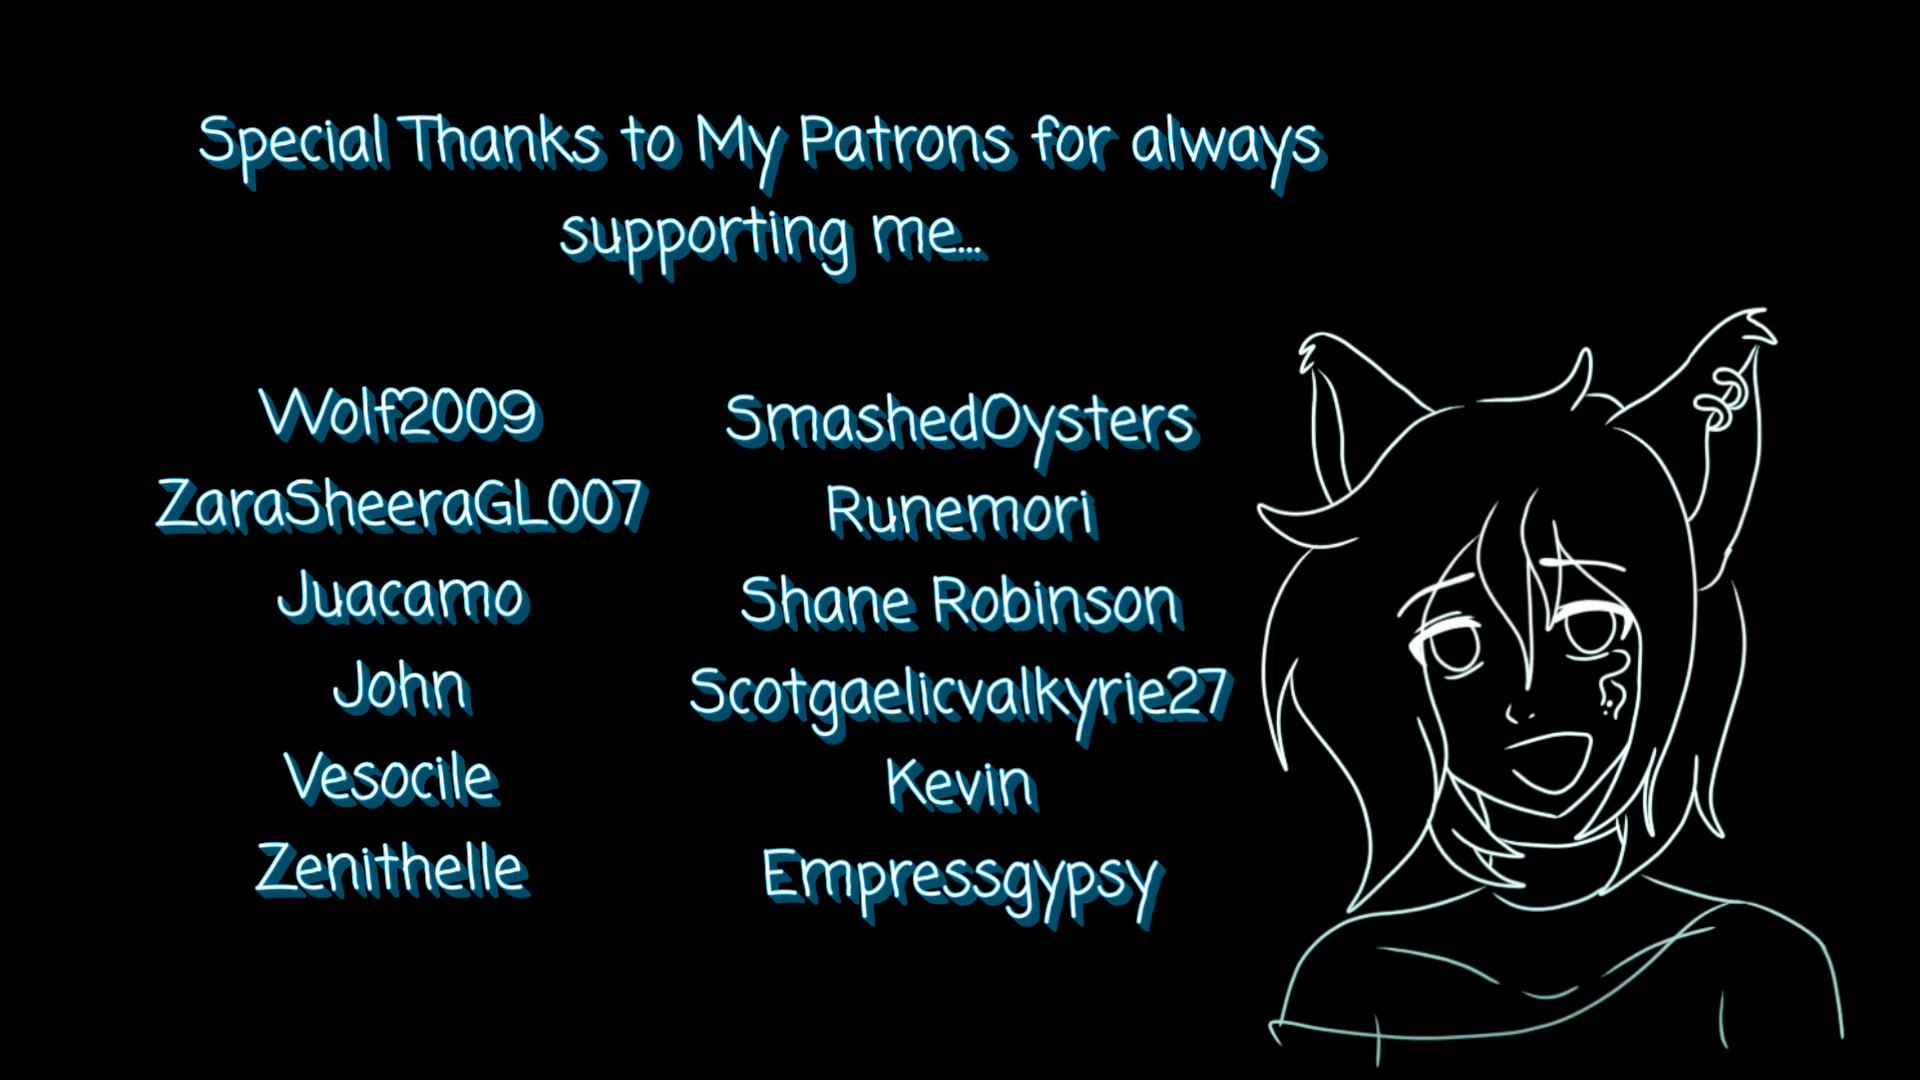 Special Thanks to My Patrons for always
supporting me...
Wolf2009
ZaraSheeraGL007
Juacamo
John
Vesocile
Zenithelle
SmashedOysters
Runemori
Shane Robinson
Scotgaelicvalkyrie27
Kevin
Empressgypsy